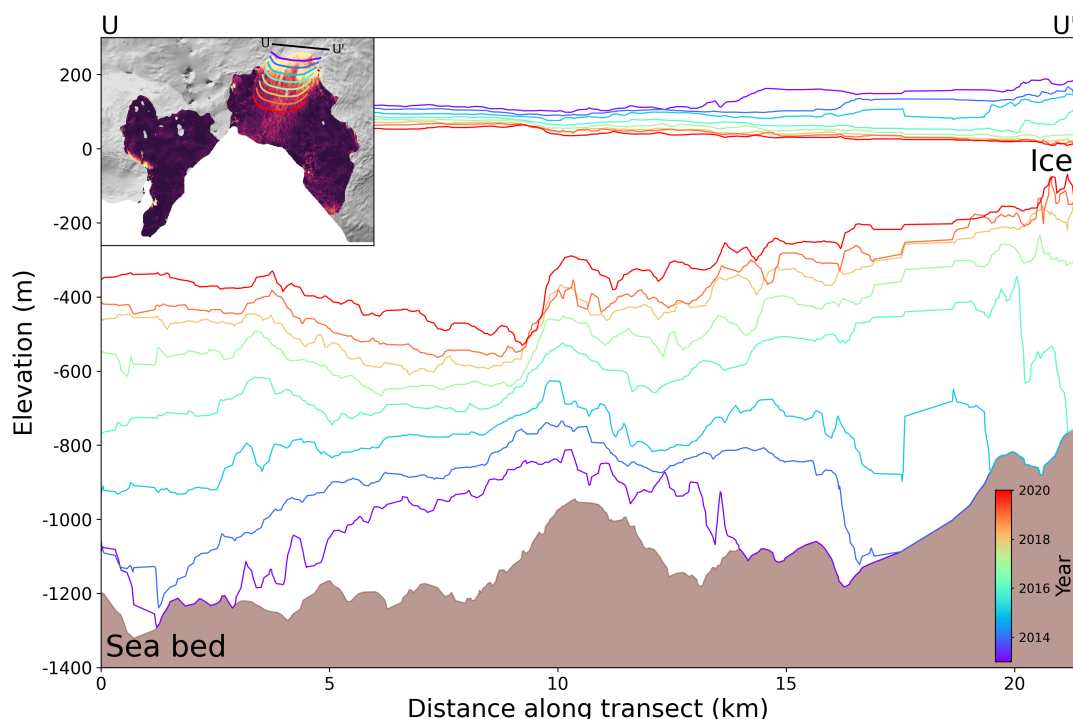 U U'
U U'
200
0
-200
-400
-600
-800
-1000
-1200
-1400
Elevation (m)
Ice
Sea bed
2020
2018
2016
2014
Year
0 5 10 15 20
Distance along transect (km)